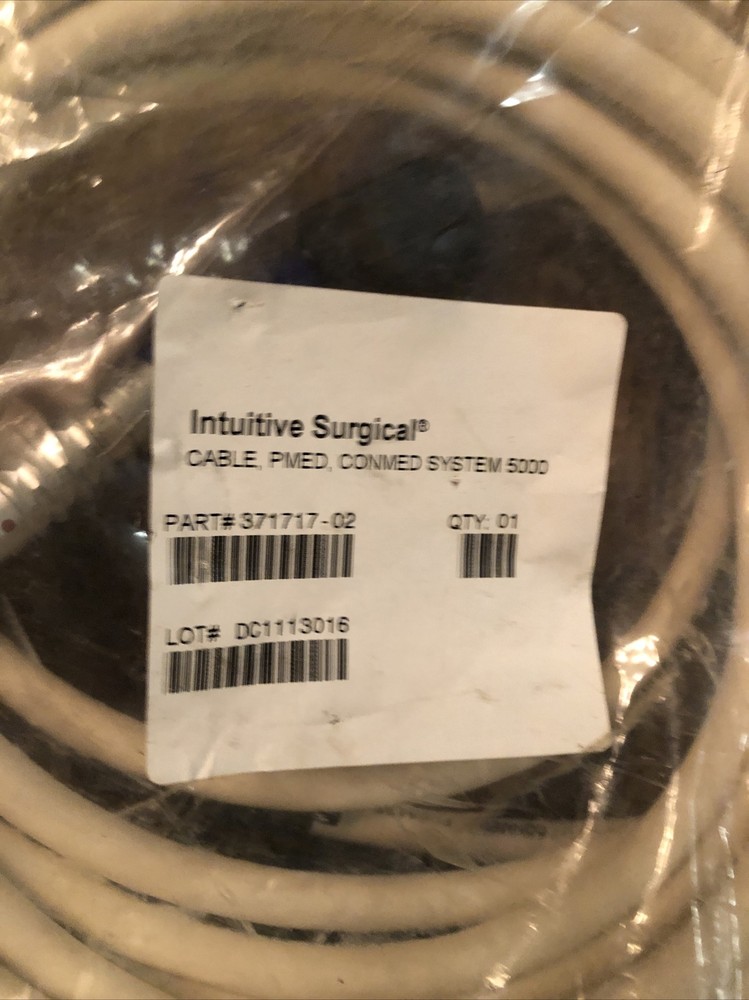 Intuitive Surgical®
CABLE, PMED, CONMED SYSTEM 5000
PART# 371717-02
QTY: 01
LOT# DC1113016